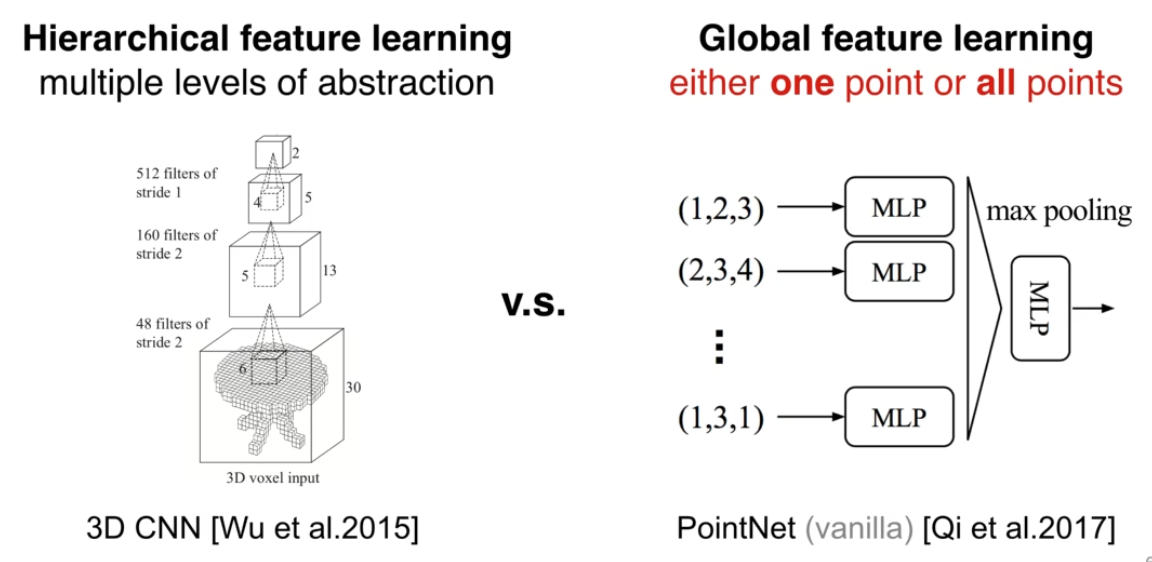 Hierarchical feature learning
multiple levels of abstraction
2
512 filters of
stride 1
4
5
160 filters of
stride 2
5
13
48 filters of
stride 2
6
30
3D voxel input
3D CNN [Wu et al.2015]
v.s.
Global feature learning
either one point or all points
(1,2,3) MLP max pooling
(2,3,4) MLP
MLP
⋮
(1,3,1) MLP
PointNet (vanilla) [Qi et al.2017]